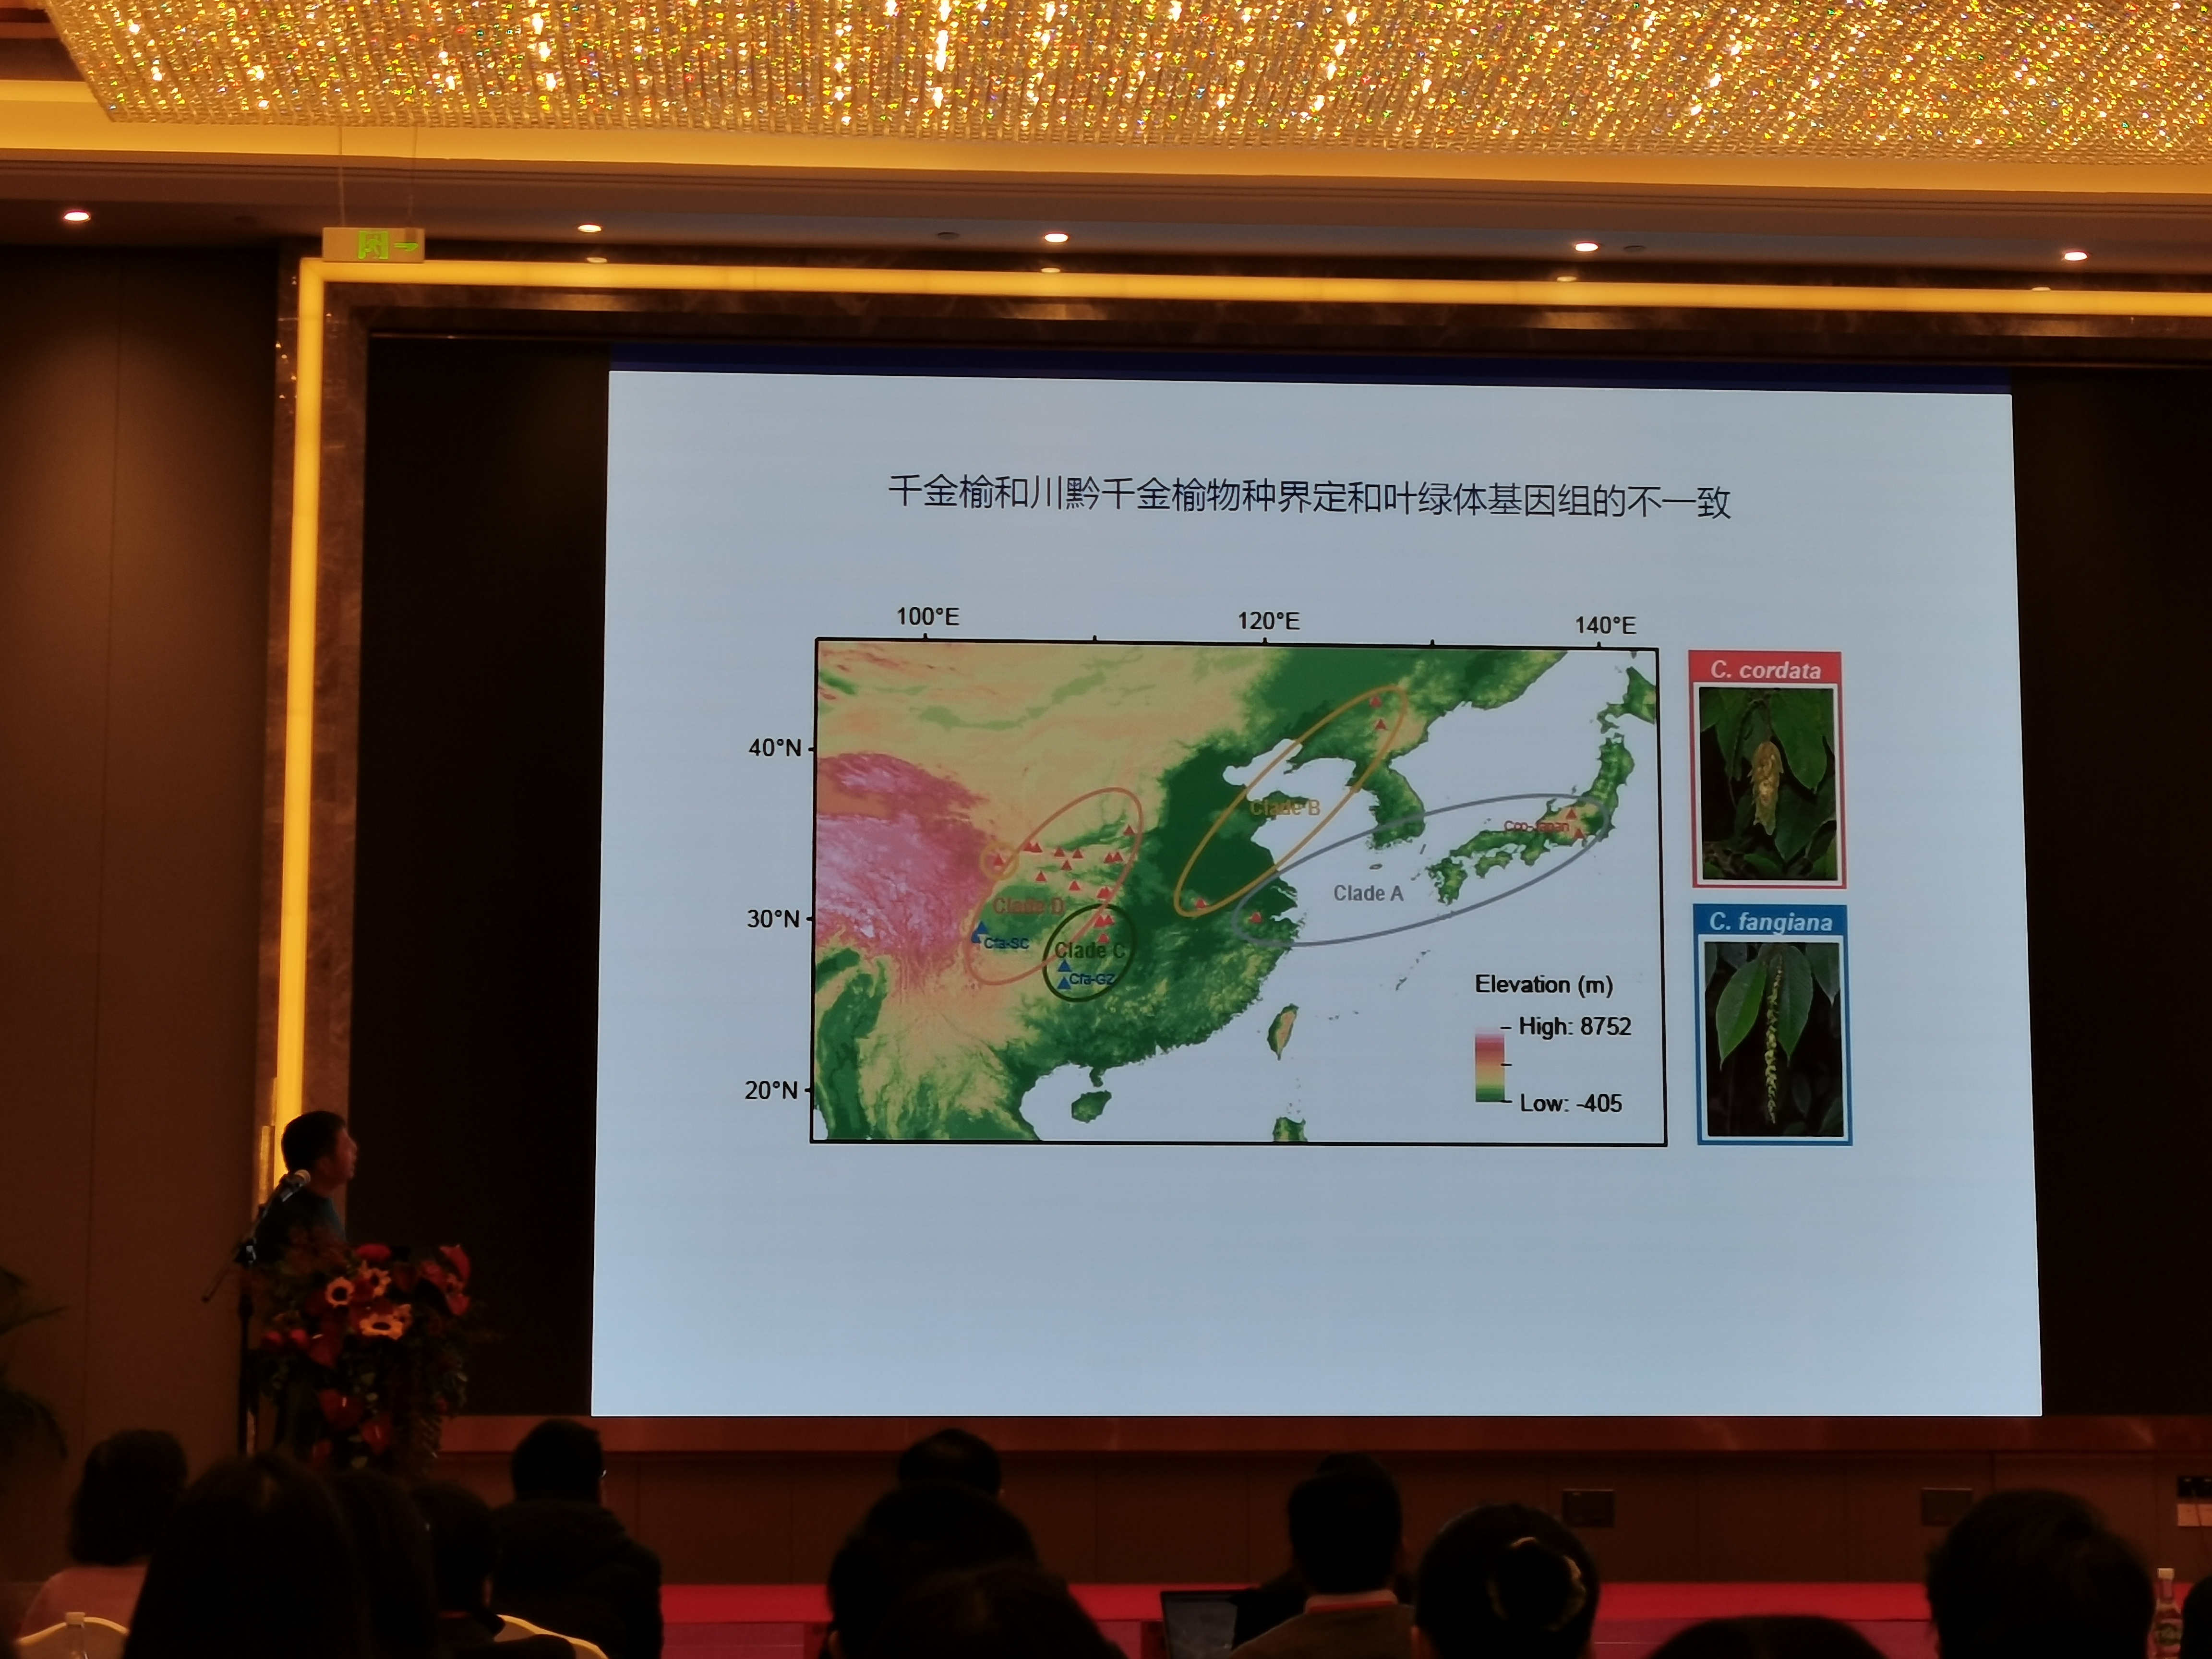 千金榆和川黔千金榆物种界定和叶绿体基因组的不一致
100°E 120°E 140°E
C. cordata
40°N
Clade B
Cco-Japan
Clade A
Clade D
30°N
C. fangiana
Cfa-SC
Clade C
Cfa-GZ
Elevation (m)
High: 8752
20°N
Low: -405